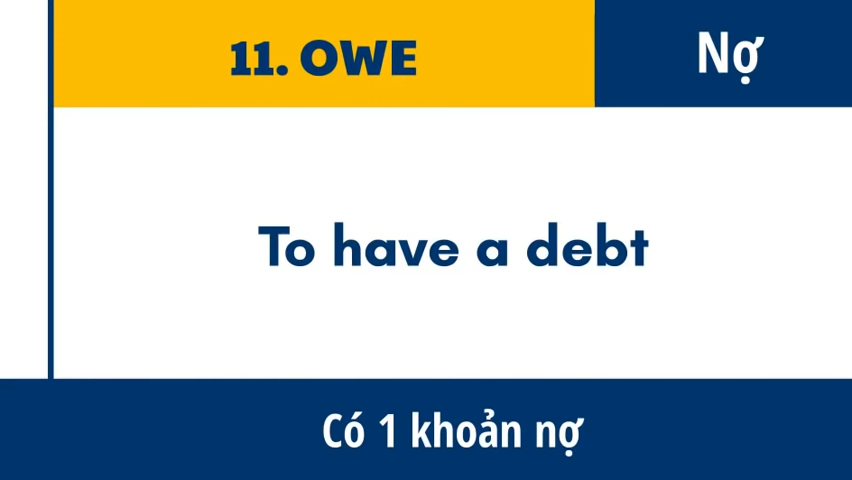 11. OWE
Nợ
To have a debt
Có 1 khoản nợ